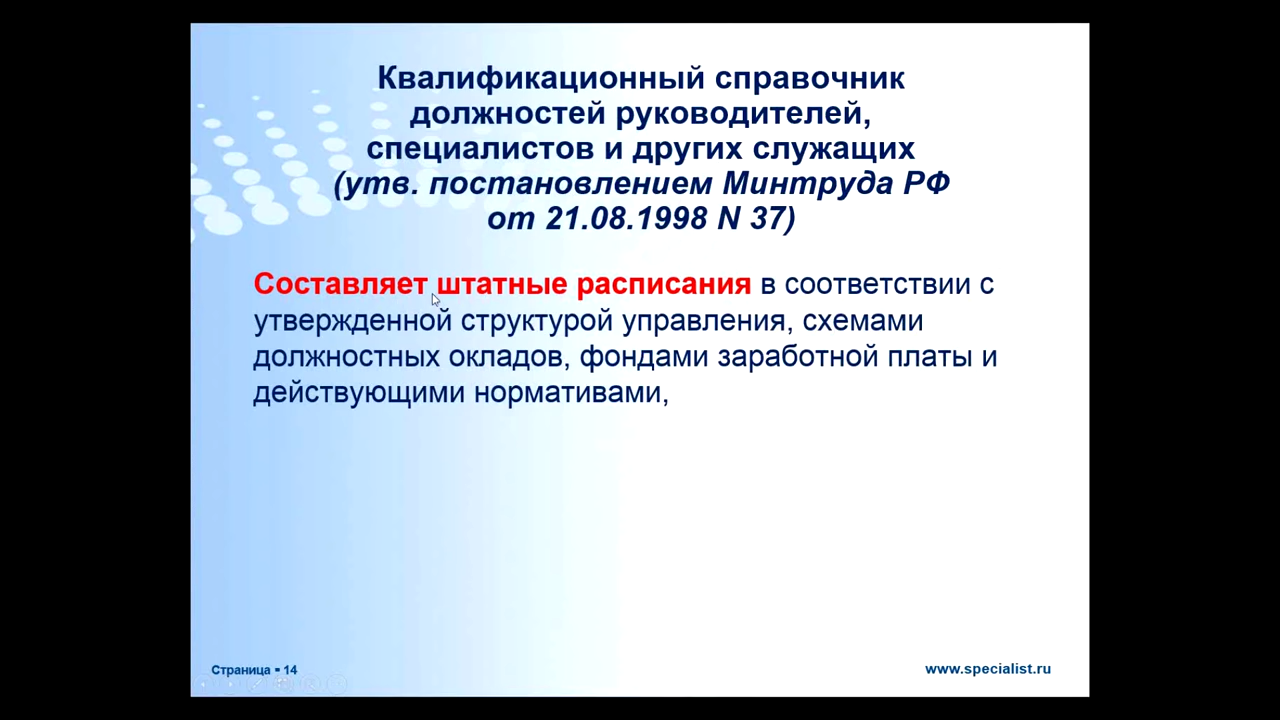 Квалификационный справочник
должностей руководителей,
специалистов и других служащих
(утв. постановлением Минтруда РФ
от 21.08.1998 N 37)
Составляет штатные расписания в соответствии с
утвержденной структурой управления, схемами
должностных окладов, фондами заработной платы и
действующими нормативами,
Страница ▪ 14
www.specialist.ru